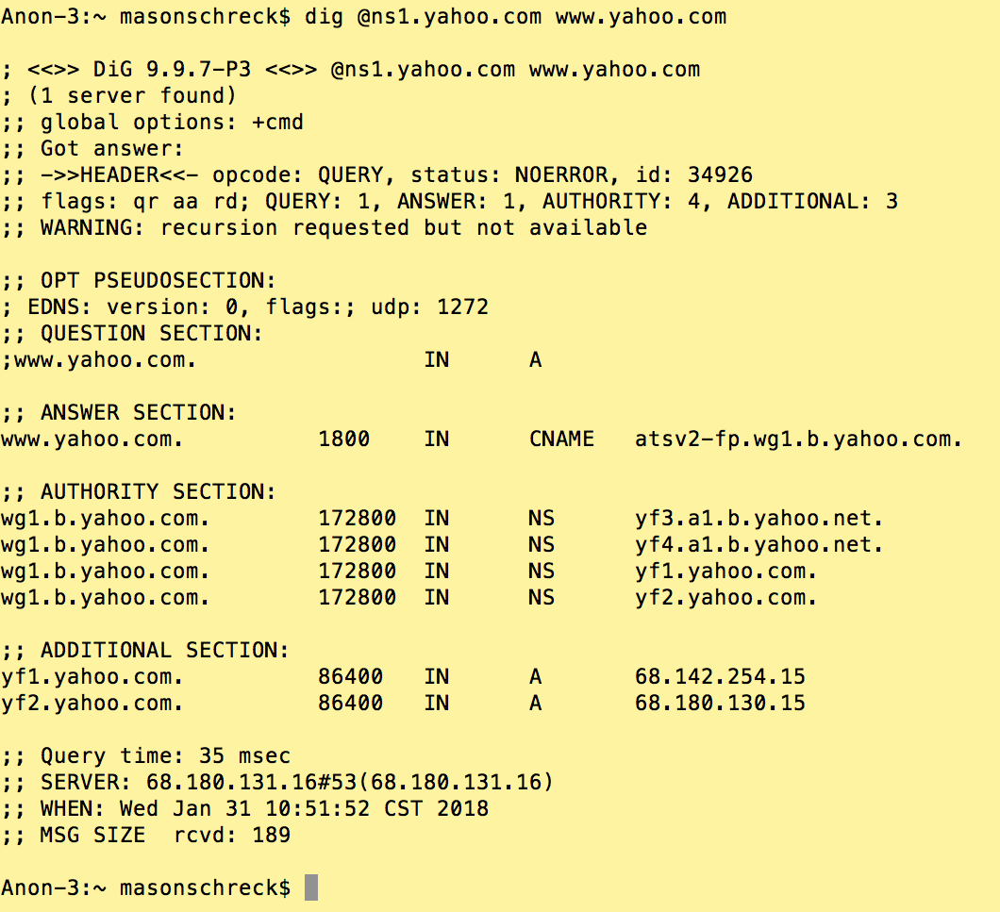 Anon-3:~ masonschreck$ dig @ns1.yahoo.com www.yahoo.com
; <<>> DiG 9.9.7-P3 <<>> @ns1.yahoo.com www.yahoo.com
; (1 server found)
;; global options: +cmd
;; Got answer:
;; ->>HEADER<<- opcode: QUERY, status: NOERROR, id: 34926
;; flags: qr aa rd; QUERY: 1, ANSWER: 1, AUTHORITY: 4, ADDITIONAL: 3
;; WARNING: recursion requested but not available
;; OPT PSEUDOSECTION:
; EDNS: version: 0, flags:; udp: 1272
;; QUESTION SECTION:
;www.yahoo.com. IN A
;; ANSWER SECTION:
www.yahoo.com. 1800 IN CNAME atsv2-fp.wg1.b.yahoo.com.
;; AUTHORITY SECTION:
wg1.b.yahoo.com. 172800 IN NS yf3.a1.b.yahoo.net.
wg1.b.yahoo.com. 172800 IN NS yf4.a1.b.yahoo.net.
wg1.b.yahoo.com. 172800 IN NS yf1.yahoo.com.
wg1.b.yahoo.com. 172800 IN NS yf2.yahoo.com.
;; ADDITIONAL SECTION:
yf1.yahoo.com. 86400 IN A 68.142.254.15
yf2.yahoo.com. 86400 IN A 68.180.130.15
;; Query time: 35 msec
;; SERVER: 68.180.131.16#53(68.180.131.16)
;; WHEN: Wed Jan 31 10:51:52 CST 2018
;; MSG SIZE rcvd: 189
Anon-3:~ masonschreck$